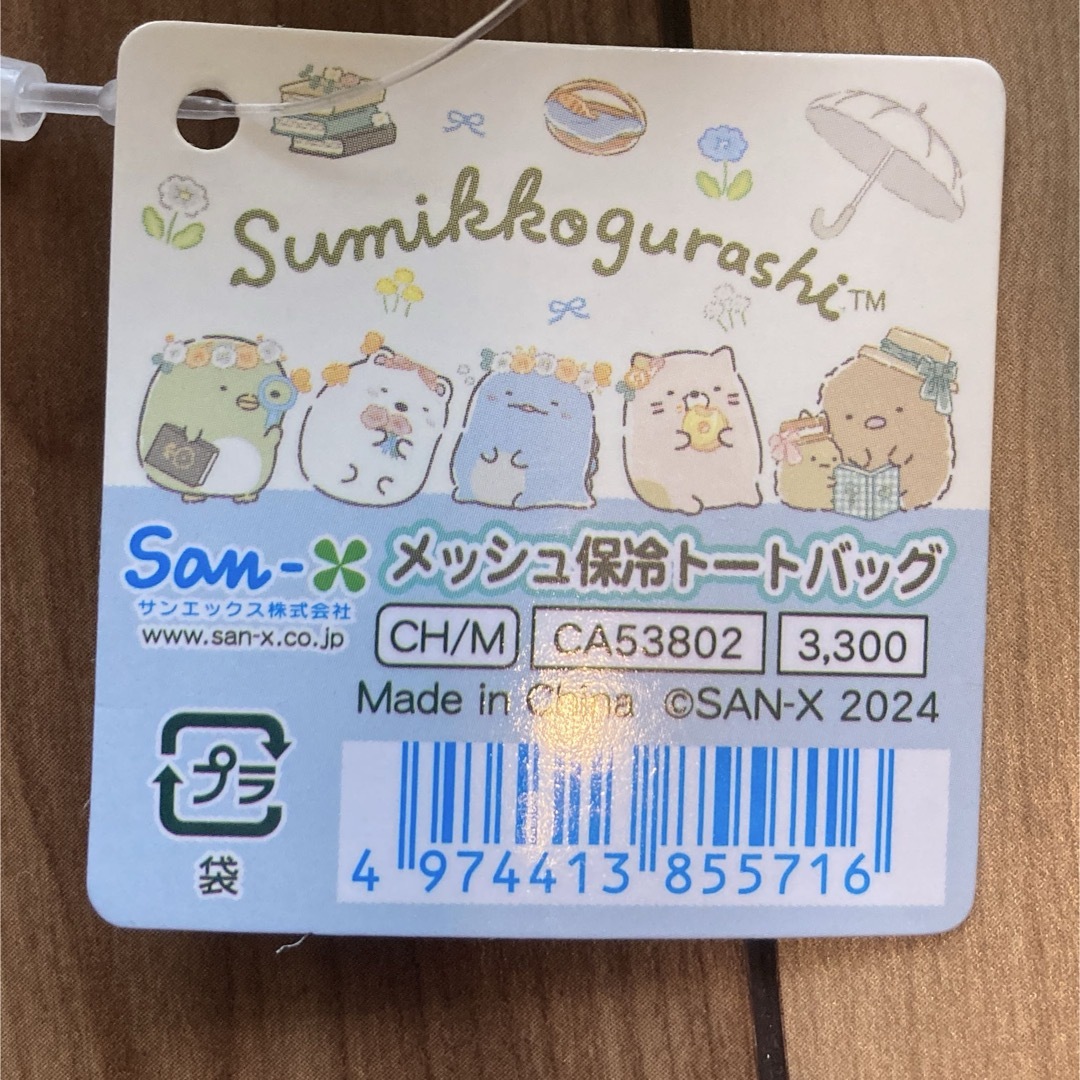 Sumikkogurashi™
San-X
サンエックス株式会社
www.san-x.co.jp
メッシュ保冷トートバッグ
CH/M CA53802 3,300
Made in China ©SAN-X 2024
プラ
袋
4 974413 855716